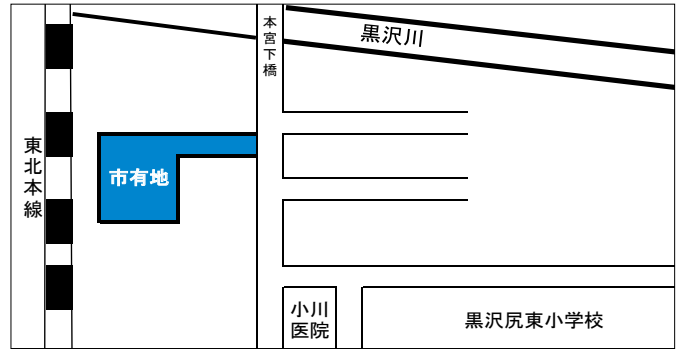 本宮下橋
黒沢川
東北本線
市有地
小川
医院
黒沢尻東小学校